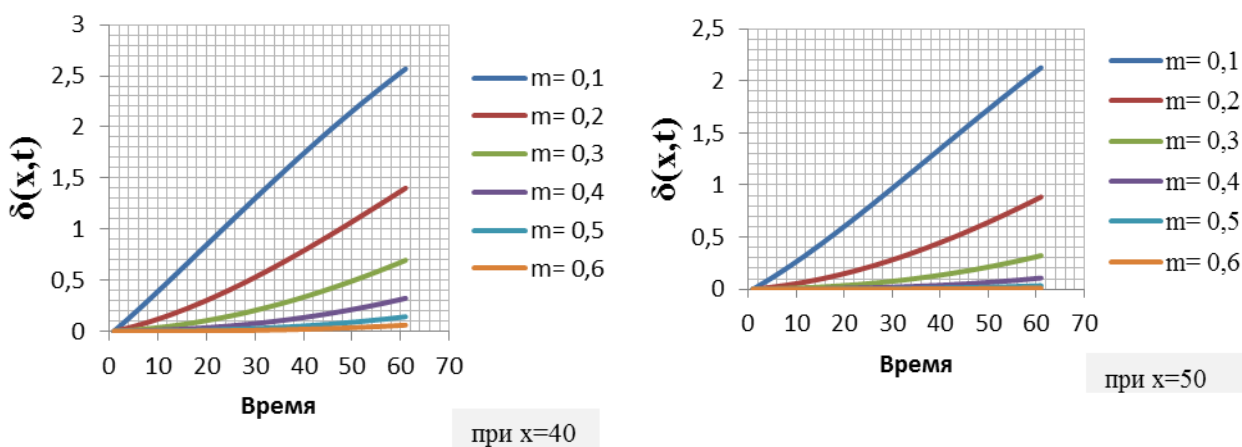 3
2,5
2
1,5
1
0,5
0
δ(x,t)
0 10 20 30 40 50 60 70
Время
m= 0,1
m= 0,2
m= 0,3
m= 0,4
m= 0,5
m= 0,6
при x=40
2,5
2
1,5
1
0,5
0
δ(x,t)
0 10 20 30 40 50 60 70
Время
m= 0,1
m= 0,2
m= 0,3
m= 0,4
m= 0,5
m= 0,6
при x=50